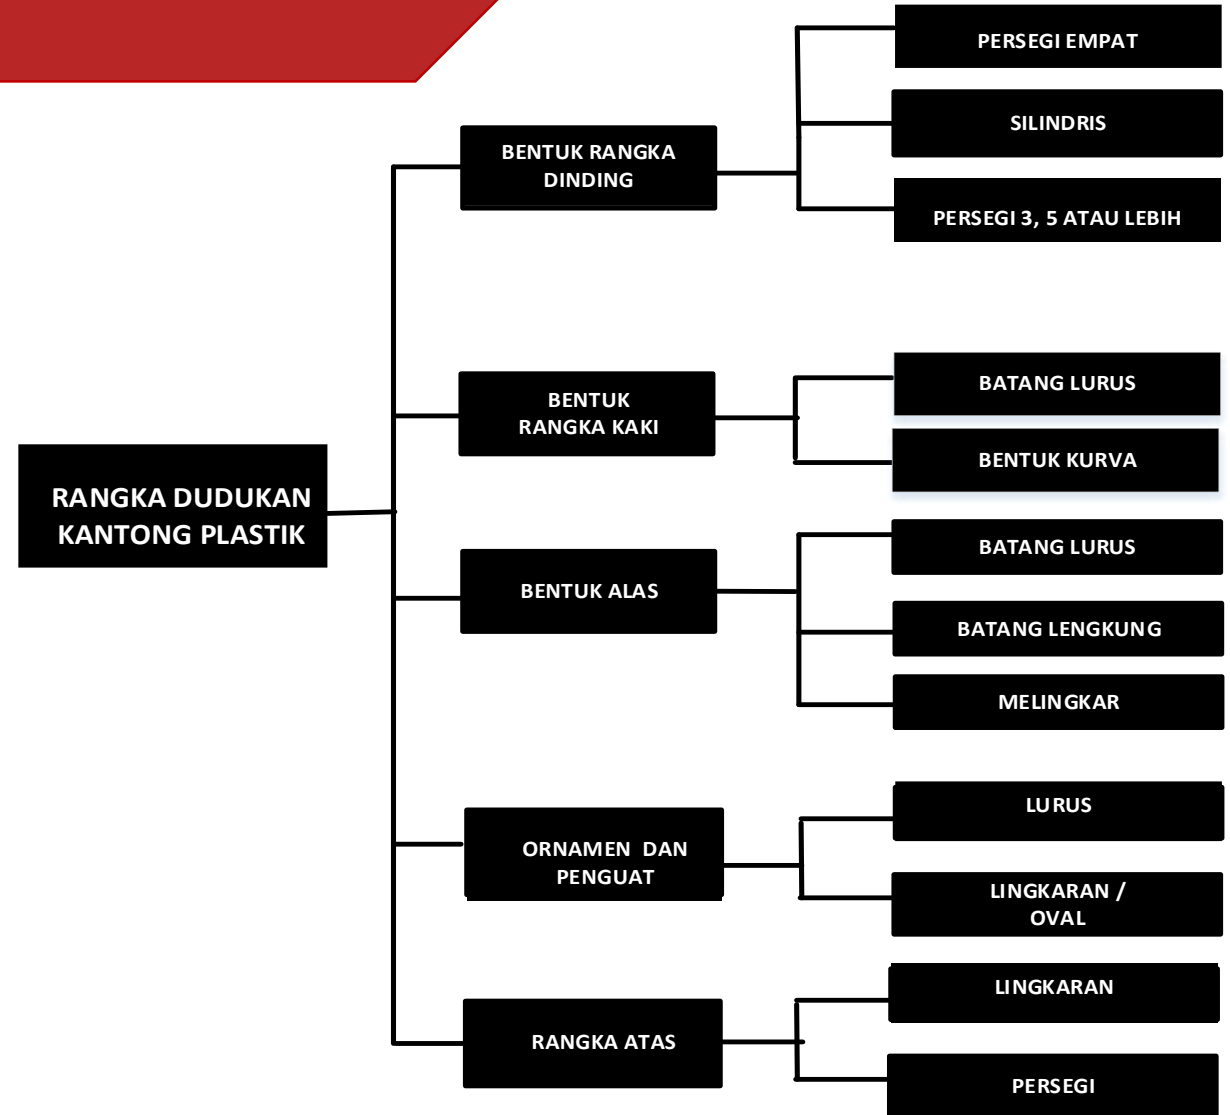 PERSEGI EMPAT
SILINDRIS
BENTUK RANGKA
DINDING
PERSEGI 3, 5 ATAU LEBIH
BATANG LURUS
BENTUK
RANGKA KAKI
BENTUK KURVA
RANGKA DUDUKAN
KANTONG PLASTIK
BATANG LURUS
BENTUK ALAS
BATANG LENGKUNG
MELINGKAR
LURUS
ORNAMEN DAN
PENGUAT
LINGKARAN /
OVAL
LINGKARAN
RANGKA ATAS
PERSEGI